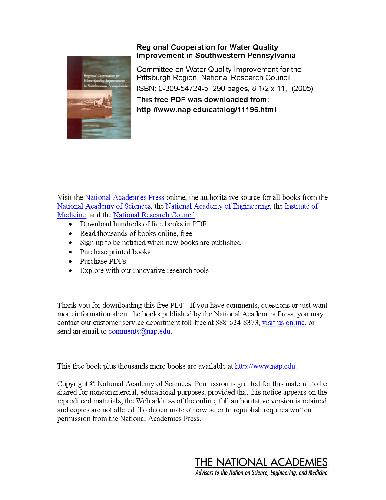 Regional Cooperation for Water Quality
Improvement in Southwestern Pennsylvania
Committee on Water Quality Improvement for the
Pittsburgh Region, National Research Council
ISBN: 0-309-54724-5, 290 pages, 8 1/2 x 11, (2005)
This free PDF was downloaded from:
http://www.nap.edu/catalog/11196.html
Regional Cooperation for
Water Quality Improvement
in Southwestern Pennsylvania
Visit the National Academies Press online, the authoritative source for all books from the
National Academy of Sciences, the National Academy of Engineering, the Institute of
Medicine, and the National Research Council:
• Download hundreds of free books in PDF
• Read thousands of books online, free
• Sign up to be notified when new books are published
• Purchase printed books
• Purchase PDFs
• Explore with our innovative research tools
Thank you for downloading this free PDF. If you have comments, questions or just want
more information about the books published by the National Academies Press, you may
contact our customer service department toll-free at 888-624-8373, visit us online, or
send an email to comments@nap.edu.
This free book plus thousands more books are available at http://www.nap.edu.
Copyright © National Academy of Sciences. Permission is granted for this material to be
shared for noncommercial, educational purposes, provided that this notice appears on the
reproduced materials, the Web address of the online, full authoritative version is retained,
and copies are not altered. To disseminate otherwise or to republish requires written
permission from the National Academies Press.
THE NATIONAL ACADEMIES
Advisers to the Nation on Science, Engineering, and Medicine